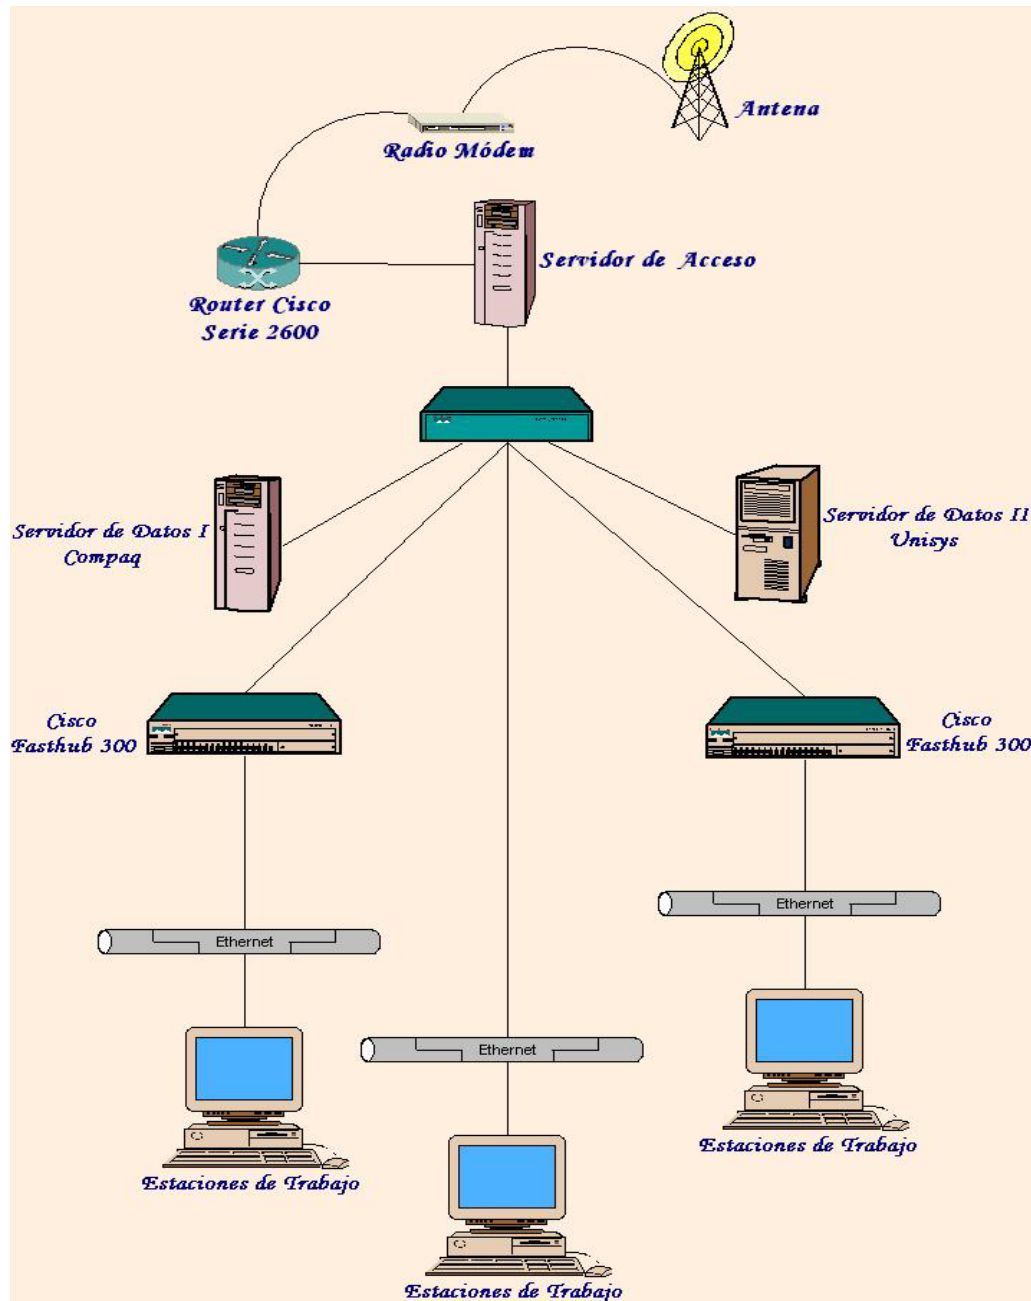 Antena
Radio Módem
Servidor de Acceso
Router Cisco
Serie 2600
Servidor de Datos I
Compaq
Servidor de Datos II
Unisys
Cisco
Fasthub 300
Cisco
Fasthub 300
Ethernet
Ethernet
Ethernet
Estaciones de Trabajo
Estaciones de Trabajo
Estaciones de Trabajo